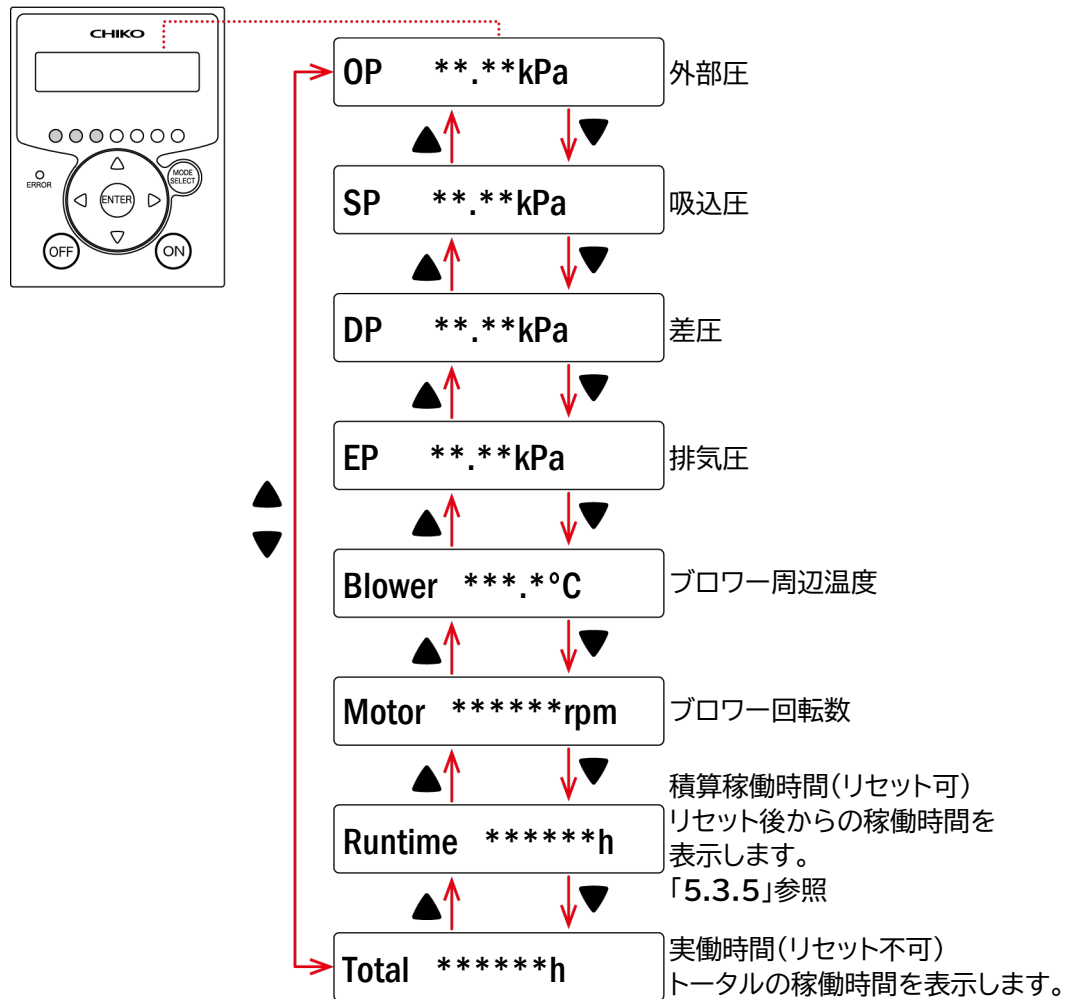 CHIKO
ERROR
MODE
SELECT
ENTER
OFF
ON
OP **.**kPa
外部圧
SP **.**kPa
吸込圧
DP **.**kPa
差圧
EP **.**kPa
排気圧
Blower ***.*°C
ブロワー周辺温度
Motor ******rpm
ブロワー回転数
Runtime ******h
積算稼働時間(リセット可)
リセット後からの稼働時間を
表示します。
「5.3.5」参照
Total ******h
実働時間(リセット不可)
トータルの稼働時間を表示します。